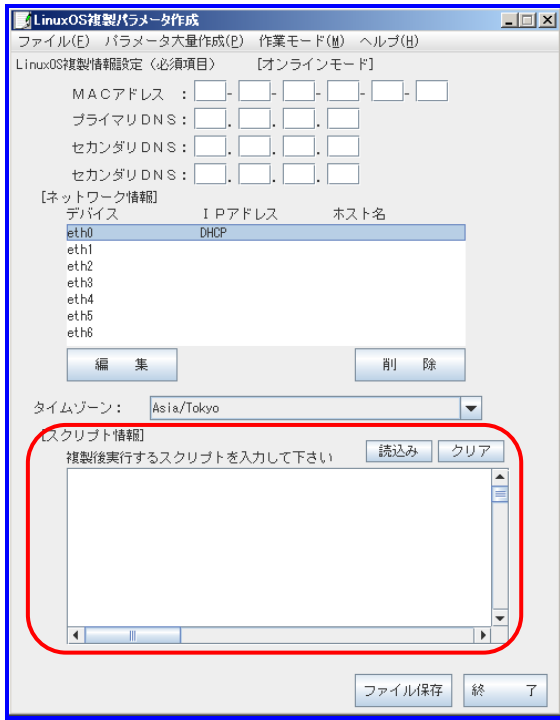 LinuxOS複製パラメータ作成
ファイル(F) パラメータ大量作成(P) 作業モード(M) ヘルプ(H)
LinuxOS複製情報設定（必須項目） [オンラインモード]
ＭＡＣアドレス : - - - - -
プライマリＤＮＳ: . . .
セカンダリＤＮＳ: . . .
セカンダリＤＮＳ: . . .
[ネットワーク情報]
デバイス ＩＰアドレス ホスト名
eth0 DHCP
eth1
eth2
eth3
eth4
eth5
eth6
編 集 削 除
タイムゾーン： Asia/Tokyo
[スクリプト情報]
複製後実行するスクリプトを入力して下さい 読込み クリア
ファイル保存 終 了